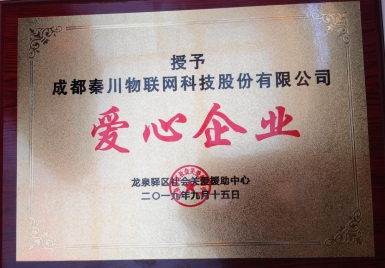 授予
成都秦川物联网科技股份有限公司
爱心企业
龙泉驿区社会关爱援助中心
二〇一九年九月十五日